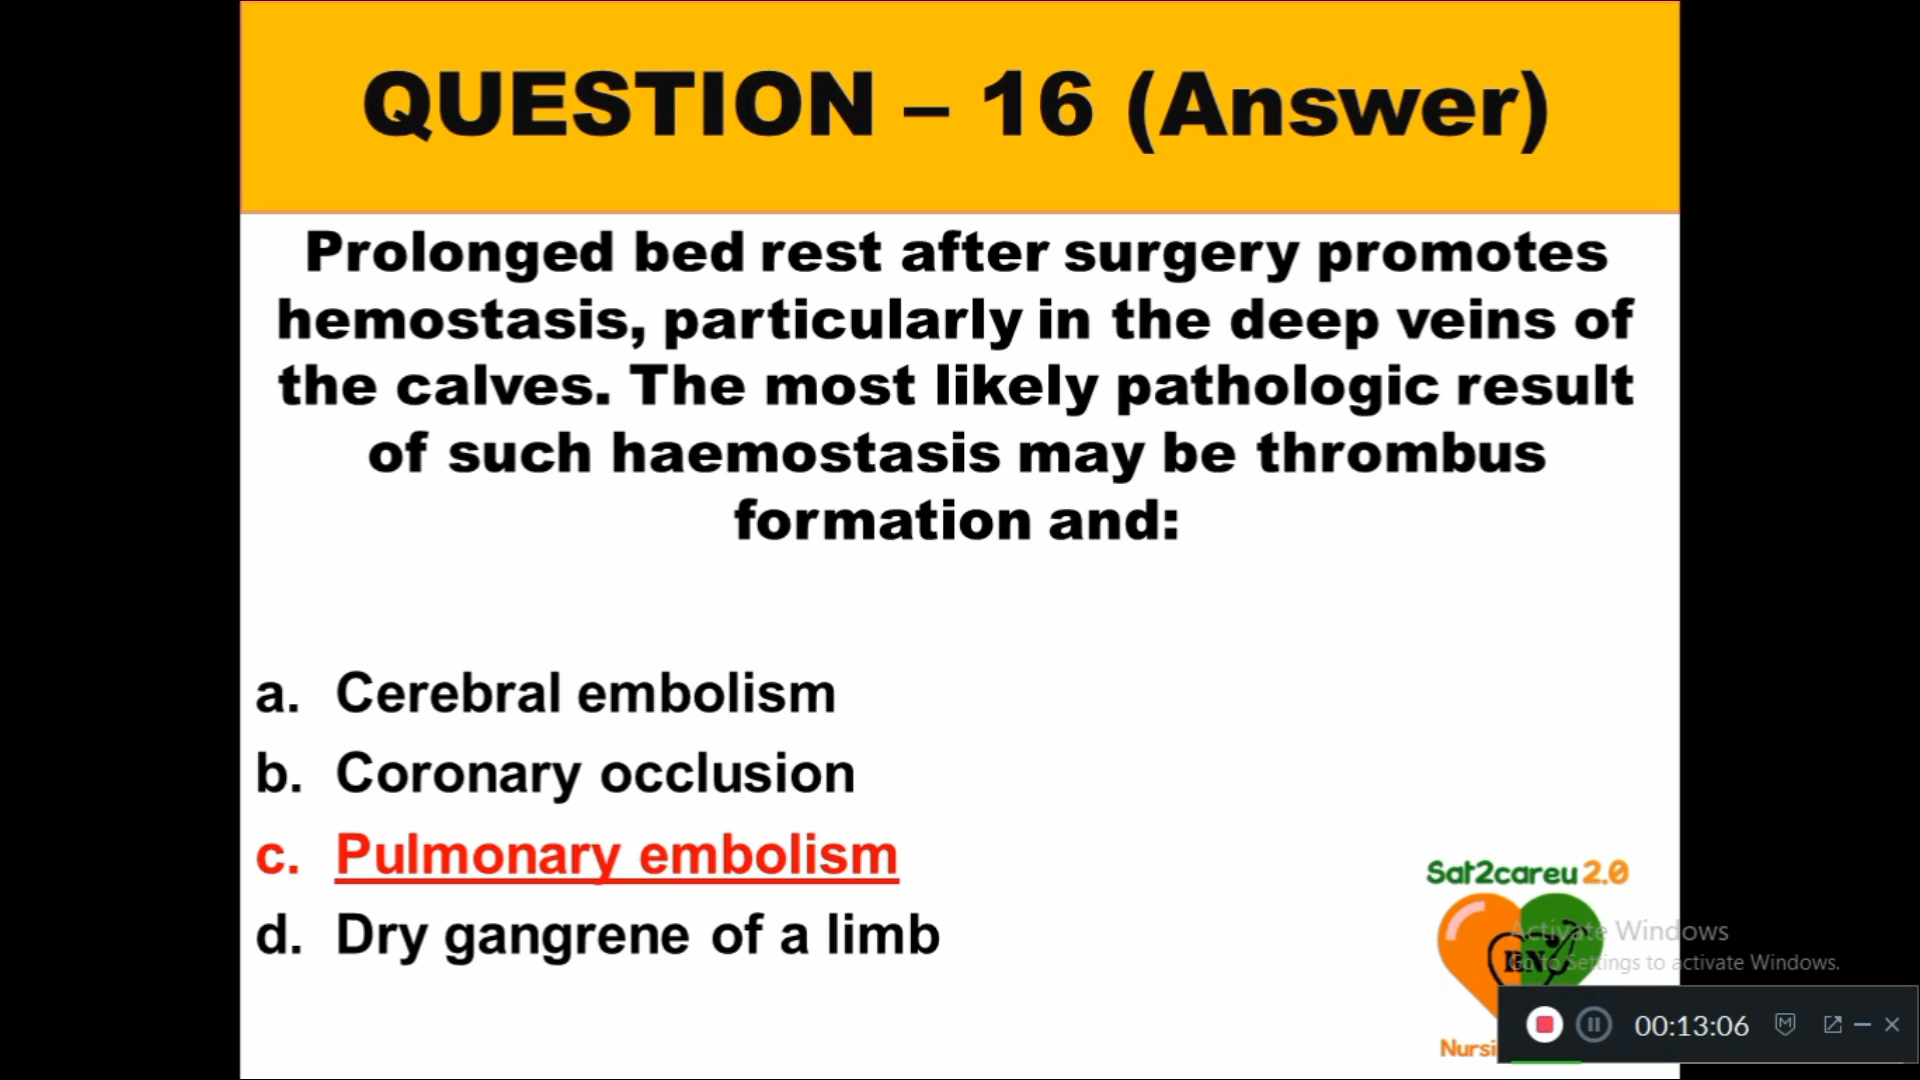 QUESTION – 16 (Answer)
Prolonged bed rest after surgery promotes
hemostasis, particularly in the deep veins of
the calves. The most likely pathologic result
of such haemostasis may be thrombus
formation and:
a. Cerebral embolism
b. Coronary occlusion
c. Pulmonary embolism
d. Dry gangrene of a limb
Sat2careu 2.0
RN
Activate Windows
Go to Settings to activate Windows.
Nursi
00:13:06